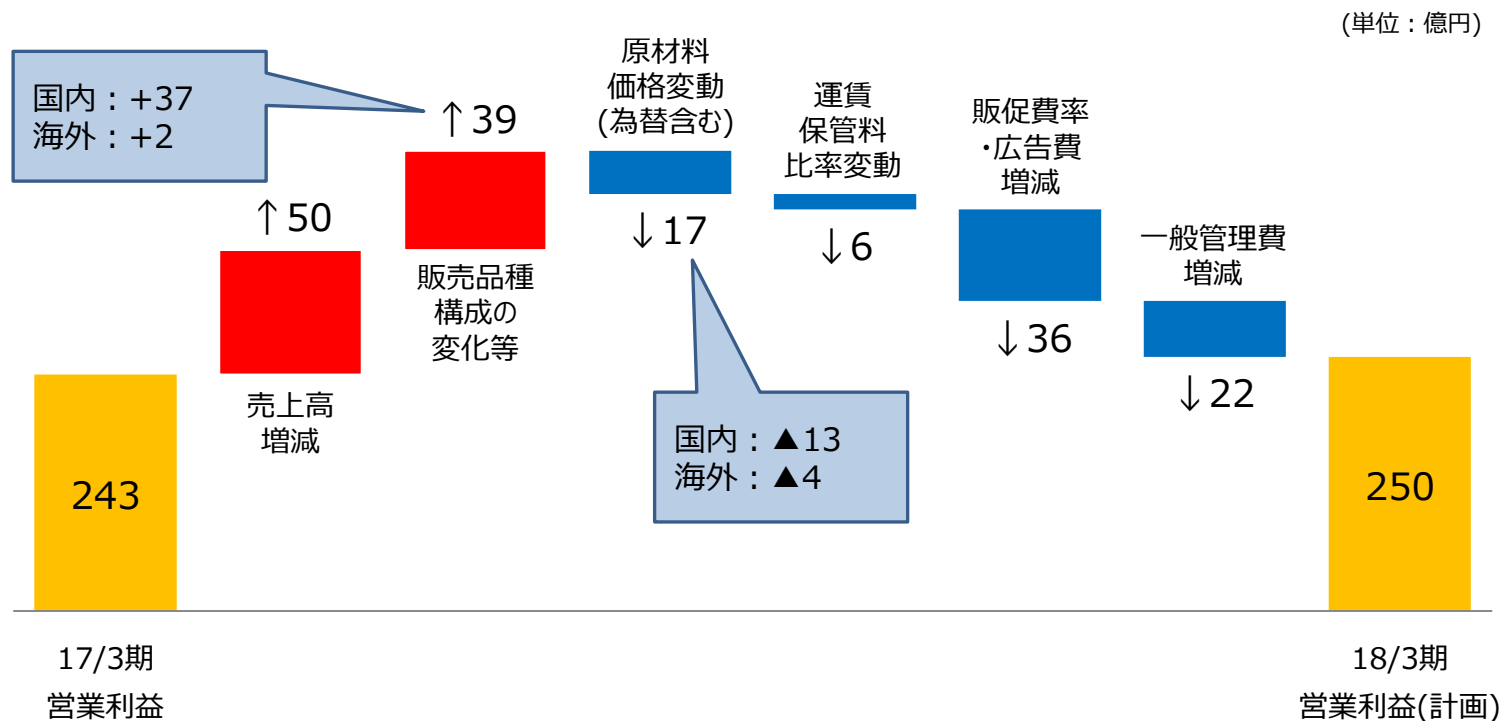 (単位：億円)
国内：+37
海外：+2
↑50
売上高
増減
↑39
販売品種
構成の
変化等
原材料
価格変動
(為替含む)
↓17
国内：▲13
海外：▲4
運賃
保管料
比率変動
↓6
販促費率
・広告費
増減
↓36
一般管理費
増減
↓22
243
250
17/3期
営業利益
18/3期
営業利益(計画)